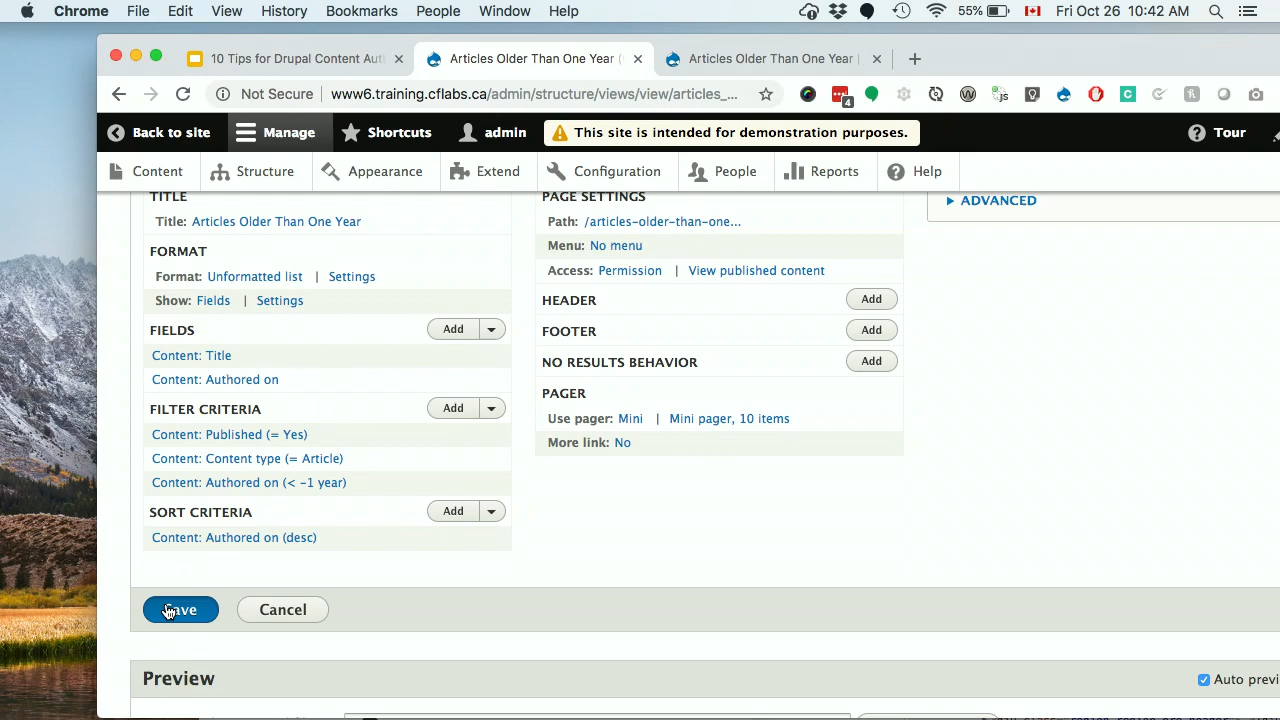 Chrome File Edit View History Bookmarks People Window Help 55% Fri Oct 26 10:42 AM
10 Tips for Drupal Content Aut
Articles Older Than One Year (
Articles Older Than One Year |
Not Secure www6.training.cflabs.ca/admin/structure/views/view/articles_...
4
Back to site Manage Shortcuts admin This site is intended for demonstration purposes. Tour
Content Structure Appearance Extend Configuration People Reports Help
TITLE
Title: Articles Older Than One Year
FORMAT
Format: Unformatted list | Settings
Show: Fields | Settings
FIELDS Add
Content: Title
Content: Authored on
FILTER CRITERIA Add
Content: Published (= Yes)
Content: Content type (= Article)
Content: Authored on (< -1 year)
SORT CRITERIA Add
Content: Authored on (desc)
PAGE SETTINGS
Path: /articles-older-than-one...
Menu: No menu
Access: Permission | View published content
HEADER Add
FOOTER Add
NO RESULTS BEHAVIOR Add
PAGER
Use pager: Mini | Mini pager, 10 items
More link: No
ADVANCED
Save Cancel
Preview
Auto previ